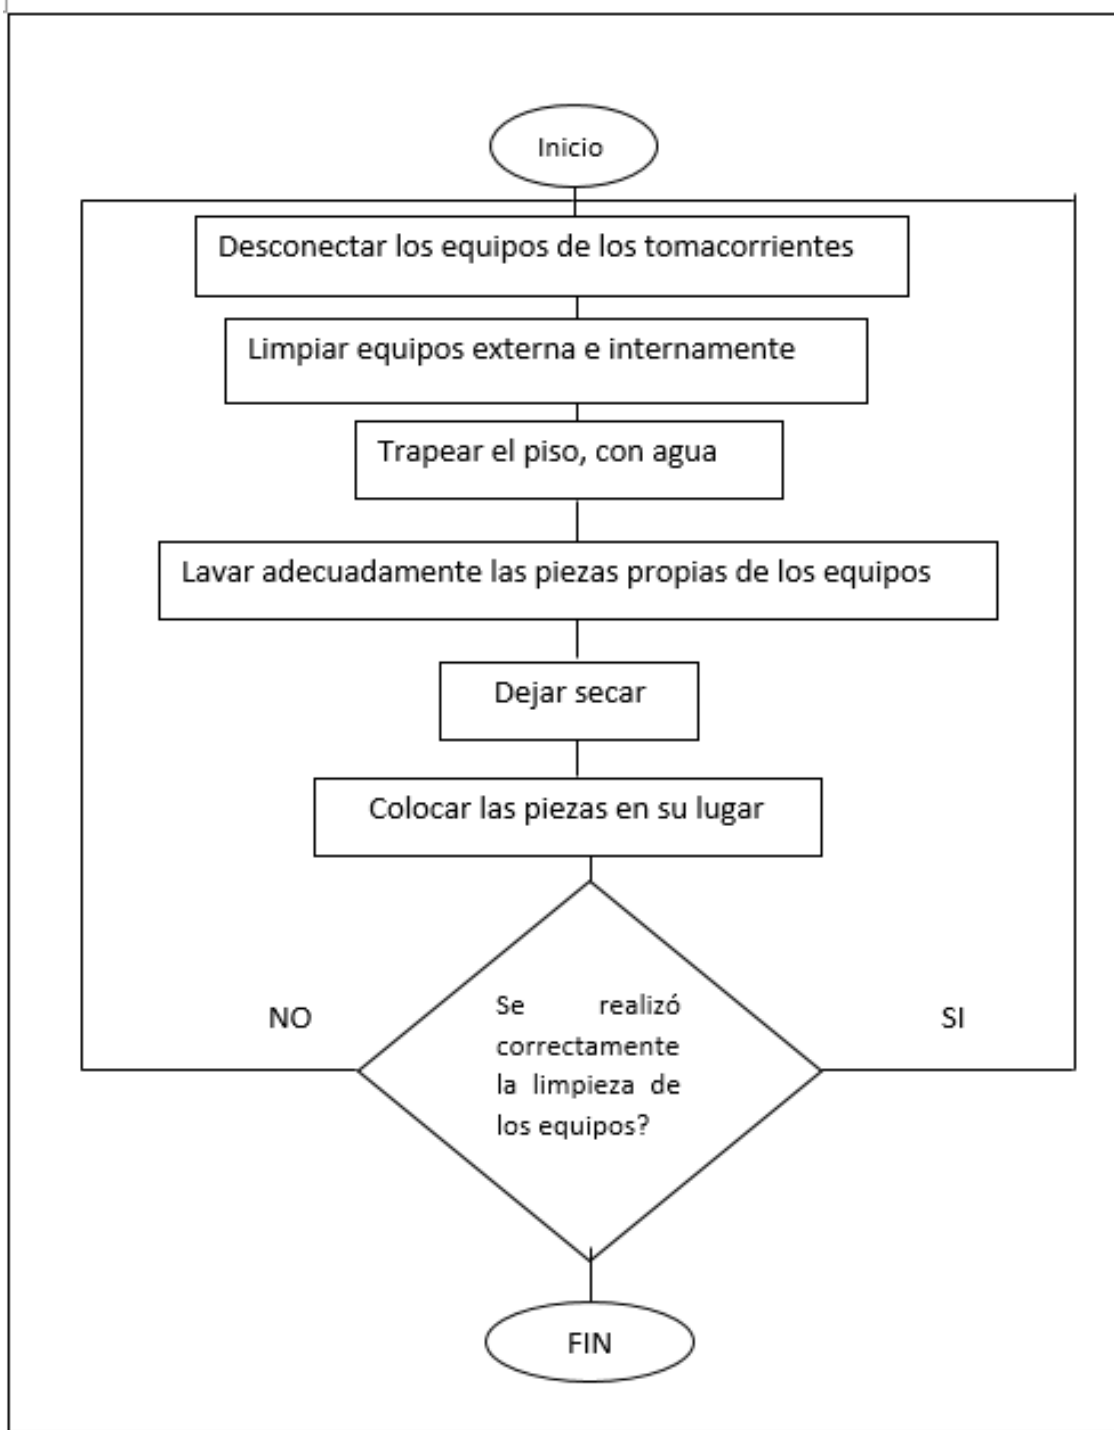 Inicio
Desconectar los equipos de los tomacorrientes
Limpiar equipos externa e internamente
Trapear el piso, con agua
Lavar adecuadamente las piezas propias de los equipos
Dejar secar
Colocar las piezas en su lugar
NO
Se realizó
correctamente
la limpieza de
los equipos?
SI
FIN